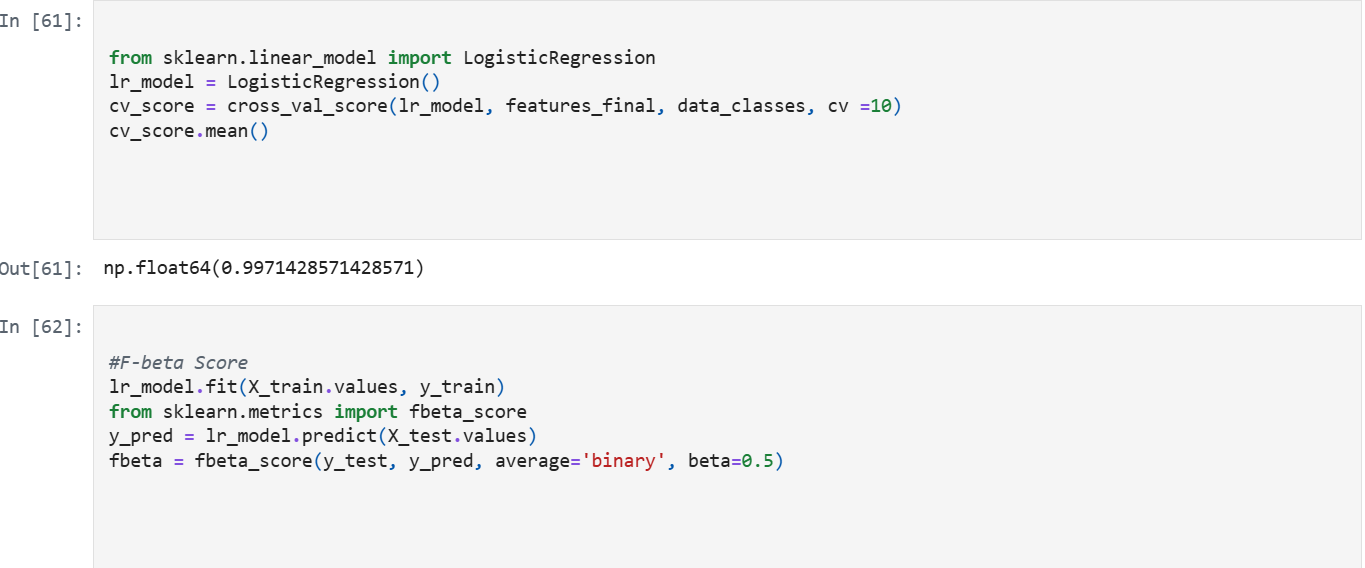 In [61]:
from sklearn.linear_model import LogisticRegression
lr_model = LogisticRegression()
cv_score = cross_val_score(lr_model, features_final, data_classes, cv =10)
cv_score.mean()
Out[61]: np.float64(0.9971428571428571)
In [62]:
#F-beta Score
lr_model.fit(X_train.values, y_train)
from sklearn.metrics import fbeta_score
y_pred = lr_model.predict(X_test.values)
fbeta = fbeta_score(y_test, y_pred, average='binary', beta=0.5)